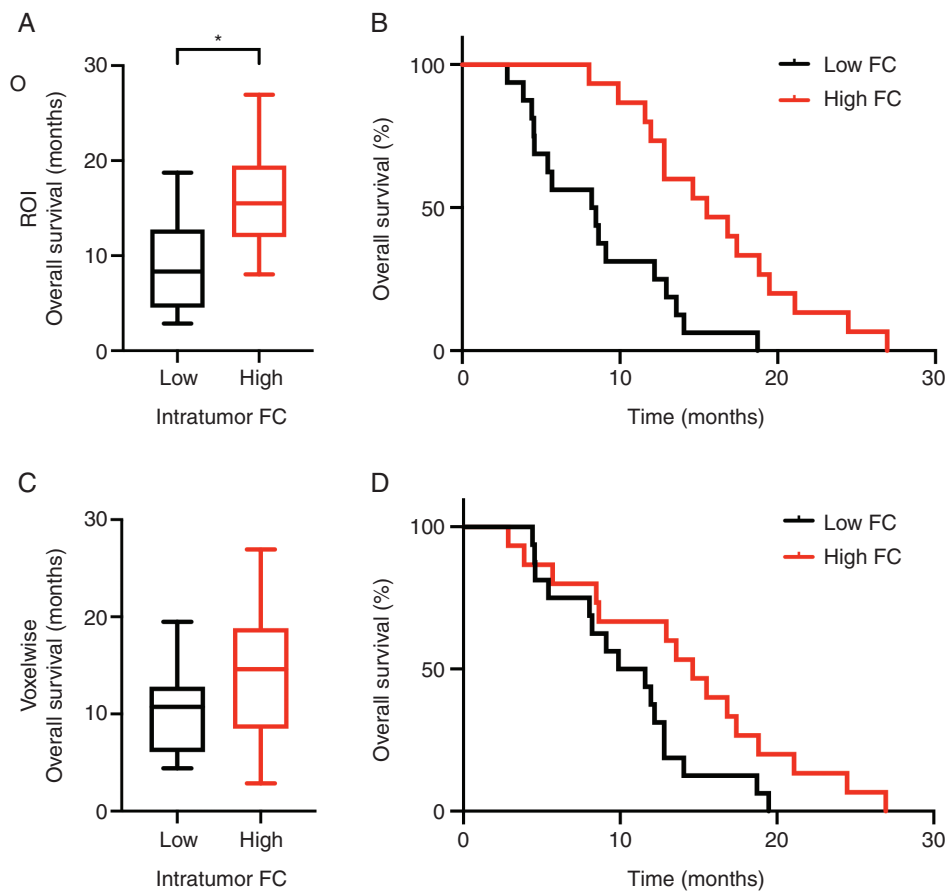 A
*
O
ROI
Overall survival (months)
30
20
10
0
Low
High
Intratumor FC
B
Overall survival (%)
100
50
0
0
10
20
30
Time (months)
Low FC
High FC
C
Voxelwise
Overall survival (months)
30
20
10
0
Low
High
Intratumor FC
D
Overall survival (%)
100
50
0
0
10
20
30
Time (months)
Low FC
High FC